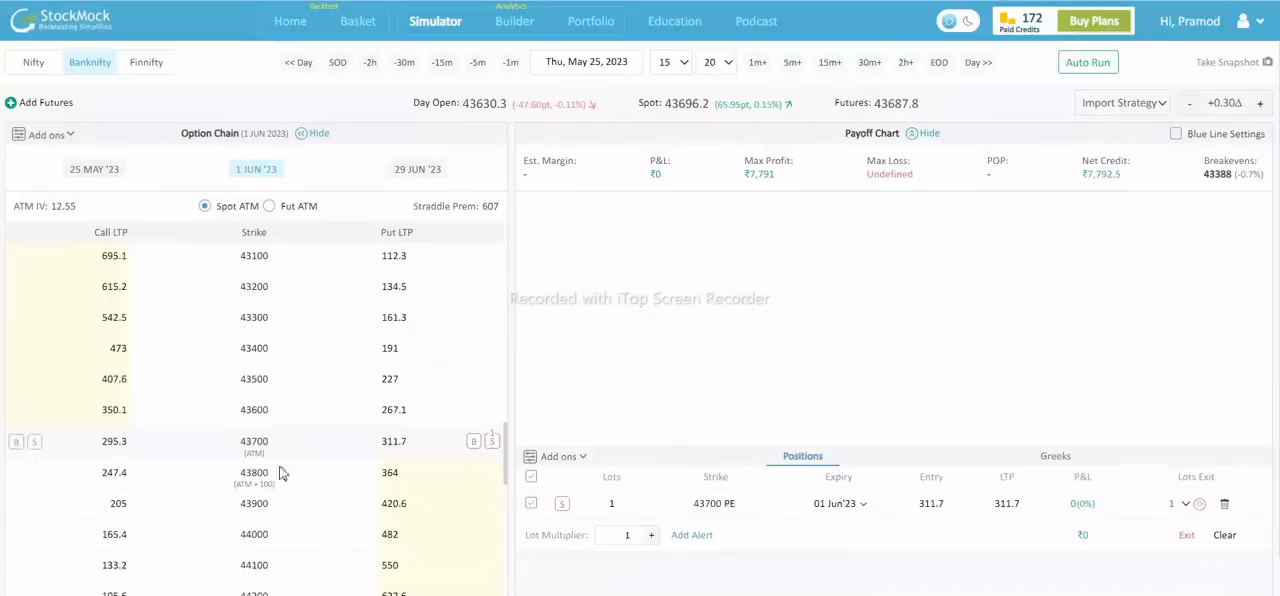 StockMock
Backtesting Simplified
Home
Backtest
Basket
Simulator
Analytics
Builder
Portfolio
Education
Podcast
172
Paid Credits
Buy Plans
Hi, Pramod
Nifty
Banknifty
Finnifty
<< Day
SOD
-2h
-30m
-15m
-5m
-1m
Thu, May 25, 2023
15
20
1m+
5m+
15m+
30m+
2h+
EOD
Day >>
Auto Run
Take Snapshot
Add Futures
Day Open: 43630.3 (-47.60pt, -0.11%)
Spot: 43696.2 (65.95pt, 0.15%)
Futures: 43687.8
Import Strategy
- +0.30Δ +
Add ons
Option Chain (1 JUN 2023) Hide
25 MAY '23
1 JUN '23
29 JUN '23
ATM IV: 12.55
Spot ATM
Fut ATM
Straddle Prem: 607
Call LTP Strike Put LTP
695.1 43100 112.3
615.2 43200 134.5
542.5 43300 161.3
473 43400 191
407.6 43500 227
350.1 43600 267.1
B S 295.3 43700 311.7 B S 1
(ATM)
247.4 43800 364
(ATM + 100)
205 43900 420.6
165.4 44000 482
133.2 44100 550
105.6 44200 622.6
Payoff Chart Hide
Blue Line Settings
Est. Margin: P&L: Max Profit: Max Loss: POP: Net Credit: Breakevens:
- ₹0 ₹7,791 Undefined - ₹7,792.5 43388 (-0.7%)
Recorded with iTop Screen Recorder
Add ons
Positions
Greeks
Lots Strike Expiry Entry LTP P&L Lots Exit
S 1 43700 PE 01 Jun'23 311.7 311.7 0(0%) 1
Lot Multiplier: - 1 + Add Alert ₹0 Exit Clear